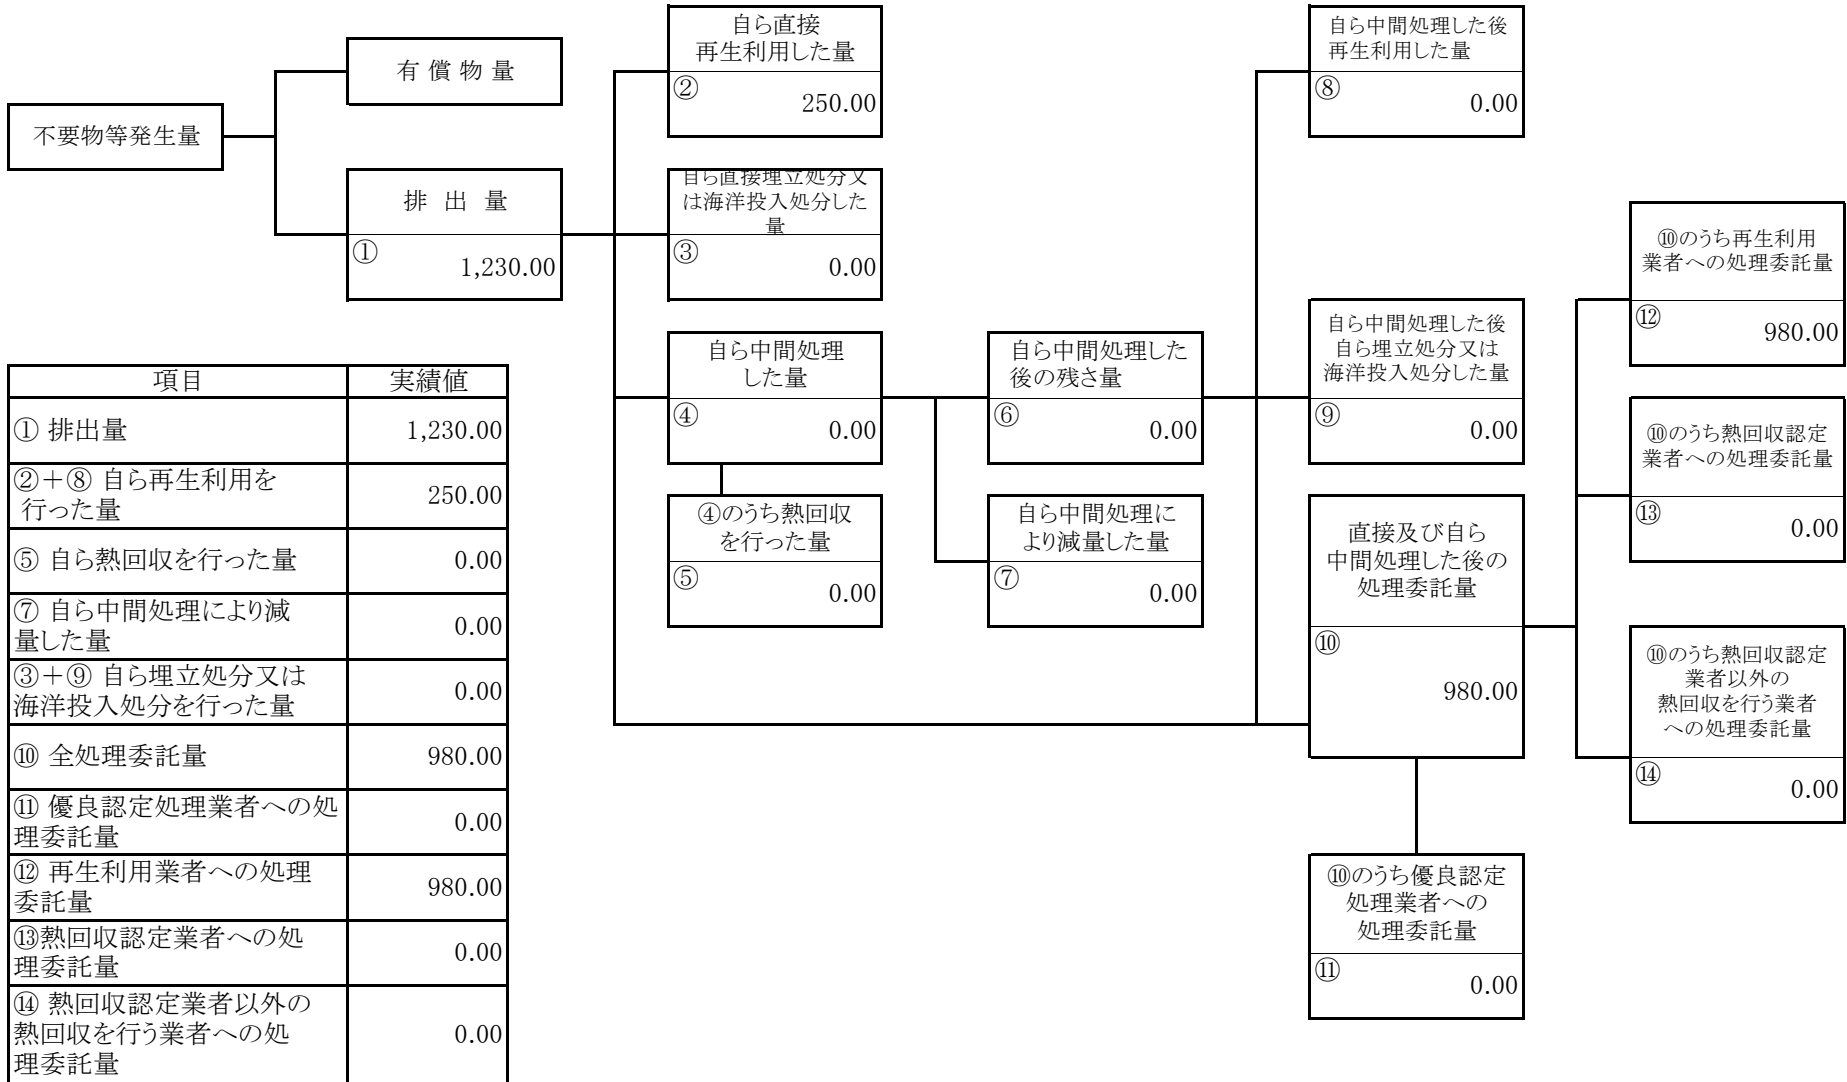 不要物等発生量
有償物量
排出量
①
1,230.00
自ら直接
再生利用した量
②
250.00
自ら直接埋立処分又
は海洋投入処分した
量
③
0.00
自ら中間処理
した量
④
0.00
④のうち熱回収
を行った量
⑤
0.00
自ら中間処理した
後の残さ量
⑥
0.00
自ら中間処理に
より減量した量
⑦
0.00
自ら中間処理した後
再生利用した量
⑧
0.00
自ら中間処理した後
自ら埋立処分又は
海洋投入処分した量
⑨
0.00
直接及び自ら
中間処理した後の
処理委託量
⑩
980.00
⑩のうち優良認定
処理業者への
処理委託量
⑪
0.00
⑩のうち再生利用
業者への処理委託量
⑫
980.00
⑩のうち熱回収認定
業者への処理委託量
⑬
0.00
⑩のうち熱回収認定
業者以外の
熱回収を行う業者
への処理委託量
⑭
0.00
項目 実績値
① 排出量 1,230.00
②＋⑧ 自ら再生利用を
行った量 250.00
⑤ 自ら熱回収を行った量 0.00
⑦ 自ら中間処理により減
量した量 0.00
③＋⑨ 自ら埋立処分又は
海洋投入処分を行った量 0.00
⑩ 全処理委託量 980.00
⑪ 優良認定処理業者への処
理委託量 0.00
⑫ 再生利用業者への処理
委託量 980.00
⑬熱回収認定業者への処
理委託量 0.00
⑭ 熱回収認定業者以外の
熱回収を行う業者への処
理委託量 0.00